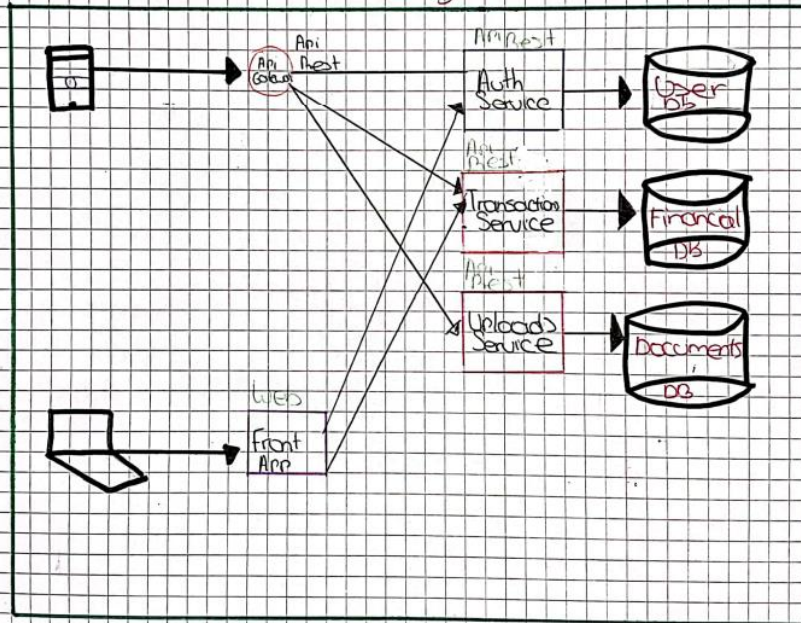 Api
Rest
Api
Gateway
Api Rest
Auth
Service
User
Db
Api
Rest
Transaction
Service
Financal
DB
Api
Rest
Uploads
Service
Documents
DB
Web
Front
App